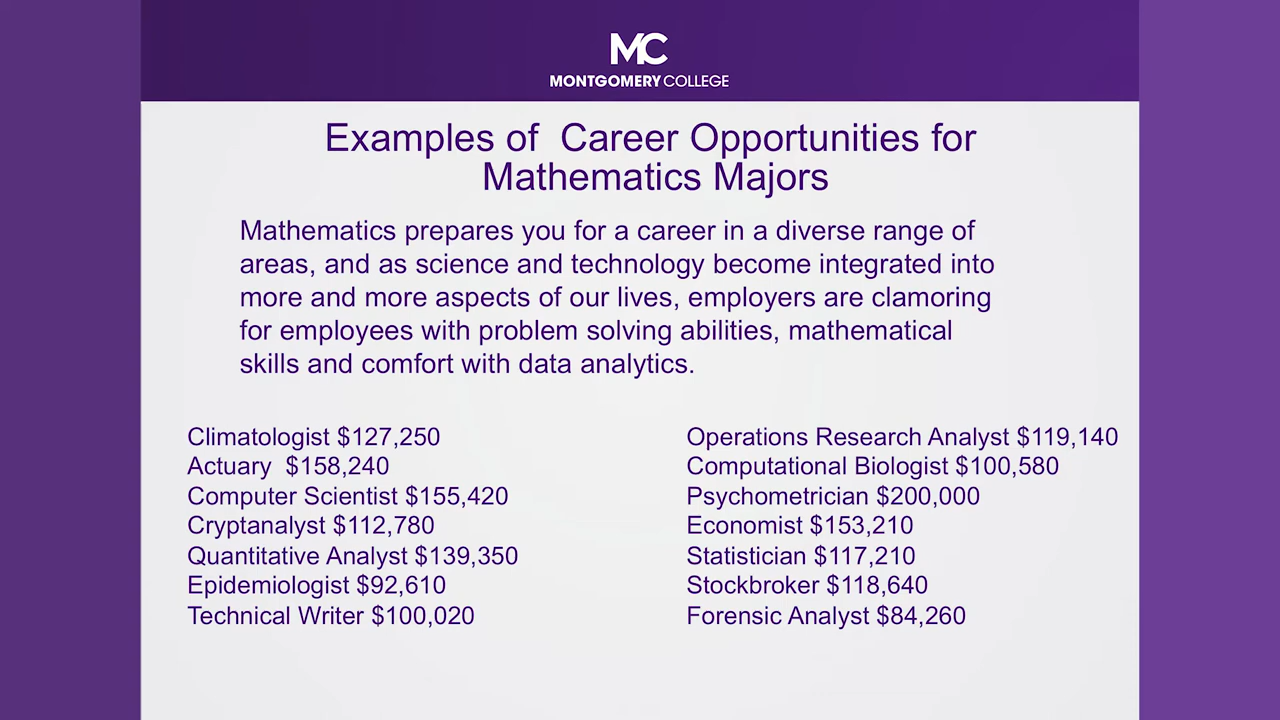 MC
MONTGOMERY COLLEGE
Examples of  Career Opportunities for
Mathematics Majors
Mathematics prepares you for a career in a diverse range of
areas, and as science and technology become integrated into
more and more aspects of our lives, employers are clamoring
for employees with problem solving abilities, mathematical
skills and comfort with data analytics.
Climatologist $127,250
Actuary  $158,240
Computer Scientist $155,420
Cryptanalyst $112,780
Quantitative Analyst $139,350
Epidemiologist $92,610
Technical Writer $100,020
Operations Research Analyst $119,140
Computational Biologist $100,580
Psychometrician $200,000
Economist $153,210
Statistician $117,210
Stockbroker $118,640
Forensic Analyst $84,260